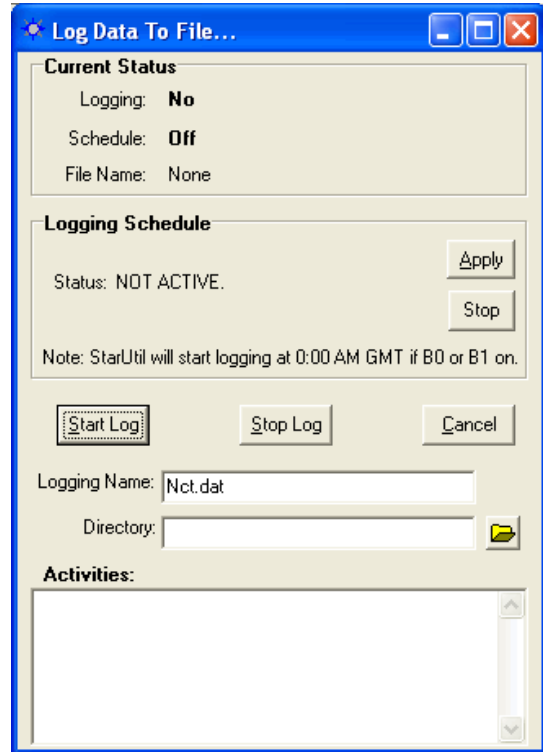 Log Data To File...
Current Status
Logging: No
Schedule: Off
File Name: None
Logging Schedule
Apply
Status: NOT ACTIVE.
Stop
Note: StarUtil will start logging at 0:00 AM GMT if B0 or B1 on.
Start Log Stop Log Cancel
Logging Name: Nct.dat
Directory:
Activities: